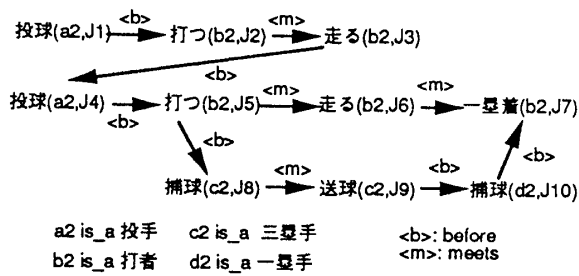 <b> <m>
投球(a2,J1) 打つ(b2,J2) 走る(b2,J3)
<b> <m> <m>
投球(a2,J4) 打つ(b2,J5) 走る(b2,J6) 一塁着(b2,J7)
<b>
<b> <m> <b> <b>
捕球(c2,J8) 送球(c2,J9) 捕球(d2,J10)
a2 is_a 投手 c2 is_a 三塁手 <b>: before
b2 is_a 打者 d2 is_a 一塁手 <m>: meets